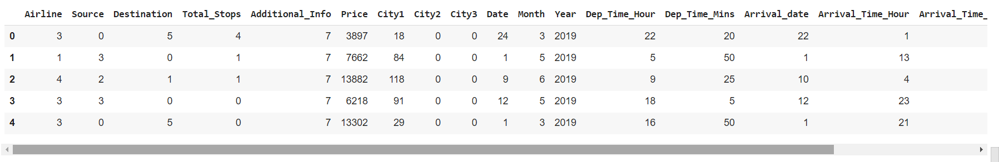 Airline Source Destination Total_Stops Additional_Info Price City1 City2 City3 Date Month Year Dep_Time_Hour Dep_Time_Mins Arrival_date Arrival_Time_Hour Arrival_Time_
0 3 0 5 4 7 3897 18 0 0 24 3 2019 22 20 22 1
1 1 3 0 1 7 7662 84 0 0 1 5 2019 5 50 1 13
2 4 2 1 1 7 13882 118 0 0 9 6 2019 9 25 10 4
3 3 3 0 0 7 6218 91 0 0 12 5 2019 18 5 12 23
4 3 0 5 0 7 13302 29 0 0 1 3 2019 16 50 1 21